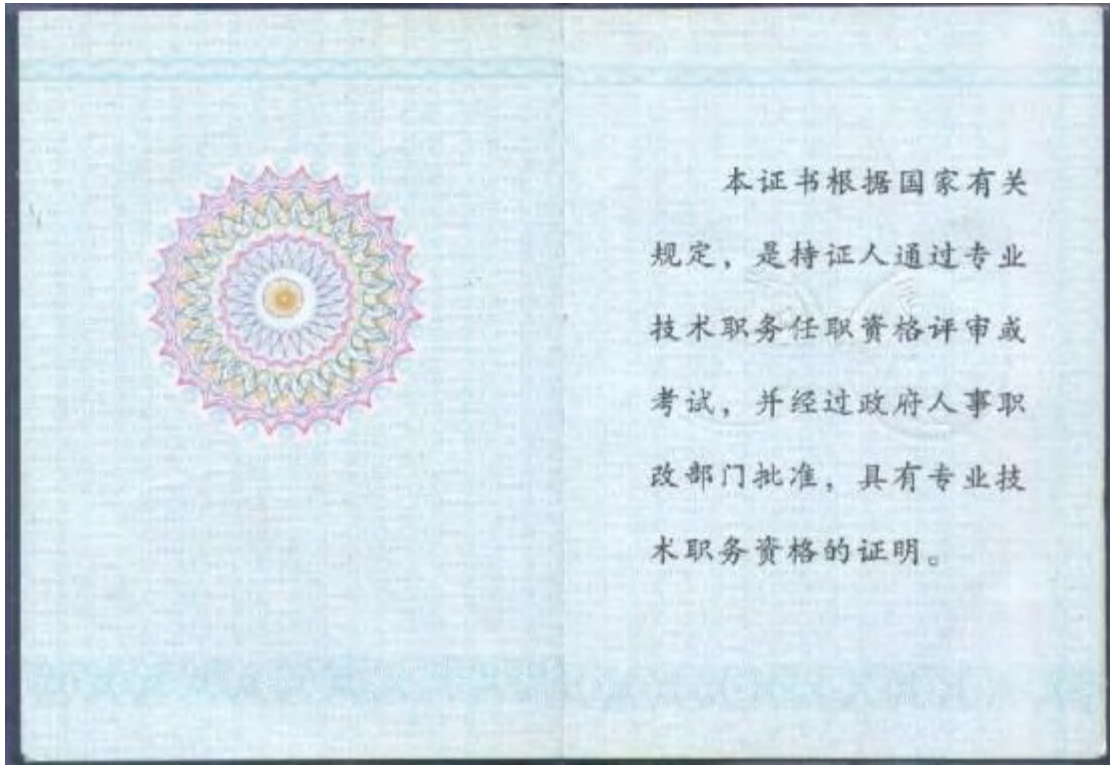 本证书根据国家有关
规定，是持证人通过专业
技术职务任职资格评审或
考试，并经过政府人事职
改部门批准，具有专业技
术职务资格的证明。